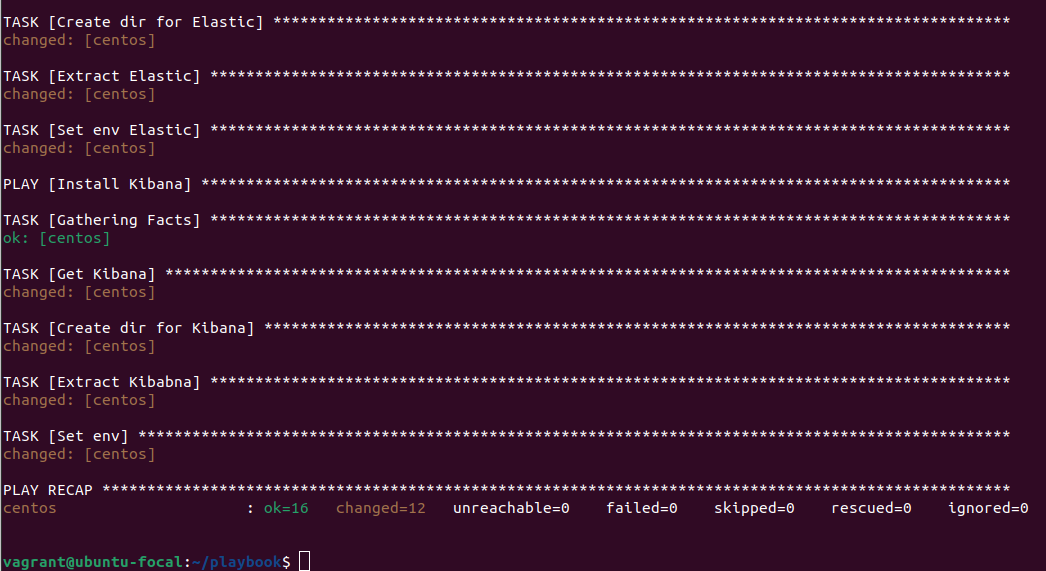 TASK [Create dir for Elastic] **********************************************************************************
changed: [centos]
TASK [Extract Elastic] *****************************************************************************************
changed: [centos]
TASK [Set env Elastic] *****************************************************************************************
changed: [centos]
PLAY [Install Kibana] ******************************************************************************************
TASK [Gathering Facts] *****************************************************************************************
ok: [centos]
TASK [Get Kibana] **********************************************************************************************
changed: [centos]
TASK [Create dir for Kibana] ***********************************************************************************
changed: [centos]
TASK [Extract Kibabna] *****************************************************************************************
changed: [centos]
TASK [Set env] *************************************************************************************************
changed: [centos]
PLAY RECAP *****************************************************************************************************
centos : ok=16 changed=12 unreachable=0 failed=0 skipped=0 rescued=0 ignored=0
vagrant@ubuntu-focal:~/playbook$